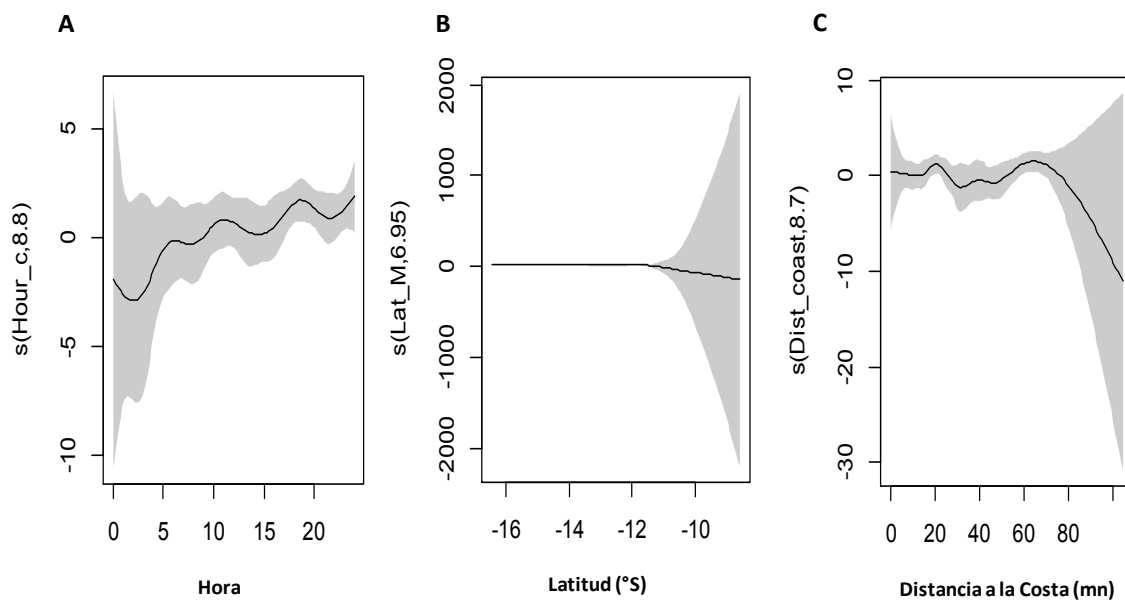 A
B
C
s(Hour_c,8.8)
5
0
-5
-10
0 5 10 15 20
Hora
s(Lat_M,6.95)
2000
1000
0
-1000
-2000
-16 -14 -12 -10
Latitud (°S)
s(Dist_coast,8.7)
10
0
-10
-20
-30
0 20 40 60 80
Distancia a la Costa (mn)